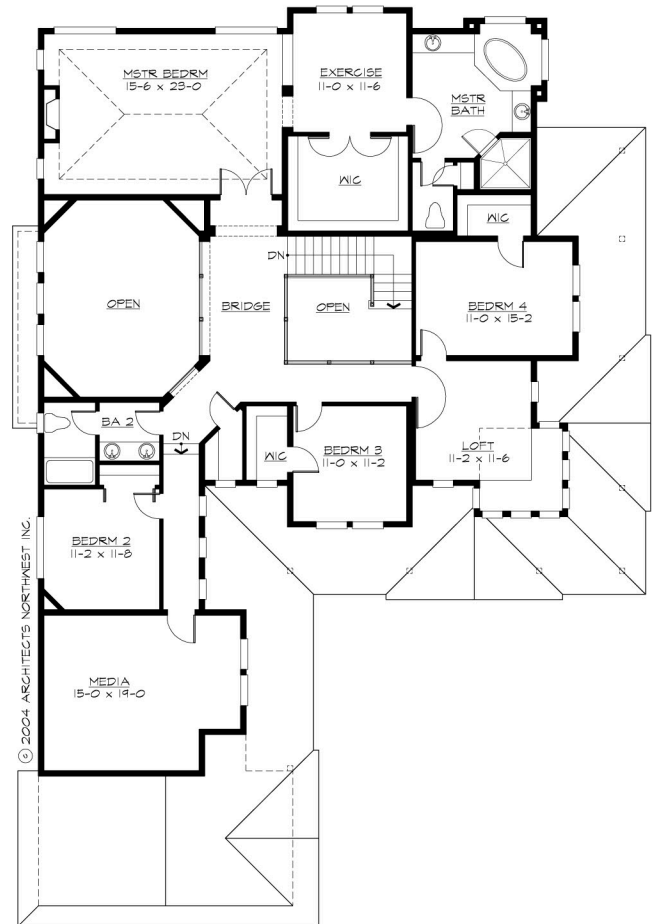 MSTR BEDRM
15-6 x 23-0
EXERCISE
11-0 x 11-6
MSTR
BATH
WIC
WIC
DN
OPEN
BRIDGE
OPEN
BEDRM 4
11-0 x 15-2
BA 2
DN
WIC
BEDRM 3
11-0 x 11-2
LOFT
11-2 x 11-6
BEDRM 2
11-2 x 11-8
MEDIA
15-0 x 19-0
© 2004 ARCHITECTS NORTHWEST INC.